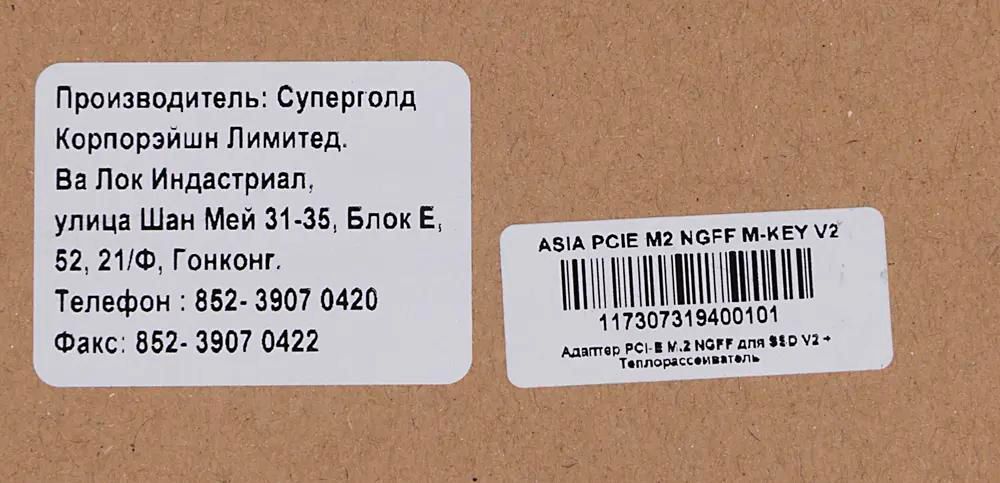 Производитель: Суперголд
Корпорэйшн Лимитед.
Ва Лок Индастриал,
улица Шан Мей 31-35, Блок Е,
52, 21/Ф, Гонконг.
Телефон : 852- 3907 0420
Факс: 852- 3907 0422
ASIA PCIE M2 NGFF M-KEY V2
117307319400101
Адаптер PCI-E M.2 NGFF для SSD V2 +
Теплорассеиватель